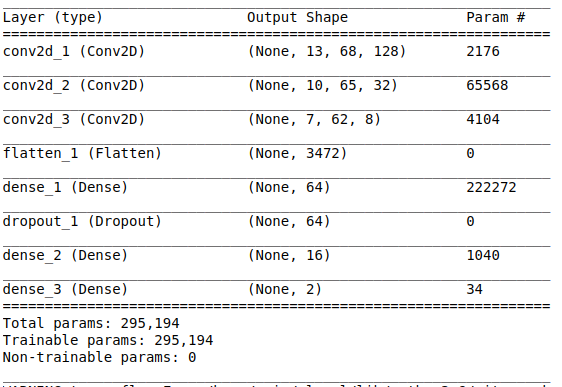 Layer (type) Output Shape Param #
=================================================================
conv2d_1 (Conv2D) (None, 13, 68, 128) 2176
conv2d_2 (Conv2D) (None, 10, 65, 32) 65568
conv2d_3 (Conv2D) (None, 7, 62, 8) 4104
flatten_1 (Flatten) (None, 3472) 0
dense_1 (Dense) (None, 64) 222272
dropout_1 (Dropout) (None, 64) 0
dense_2 (Dense) (None, 16) 1040
dense_3 (Dense) (None, 2) 34
=================================================================
Total params: 295,194
Trainable params: 295,194
Non-trainable params: 0